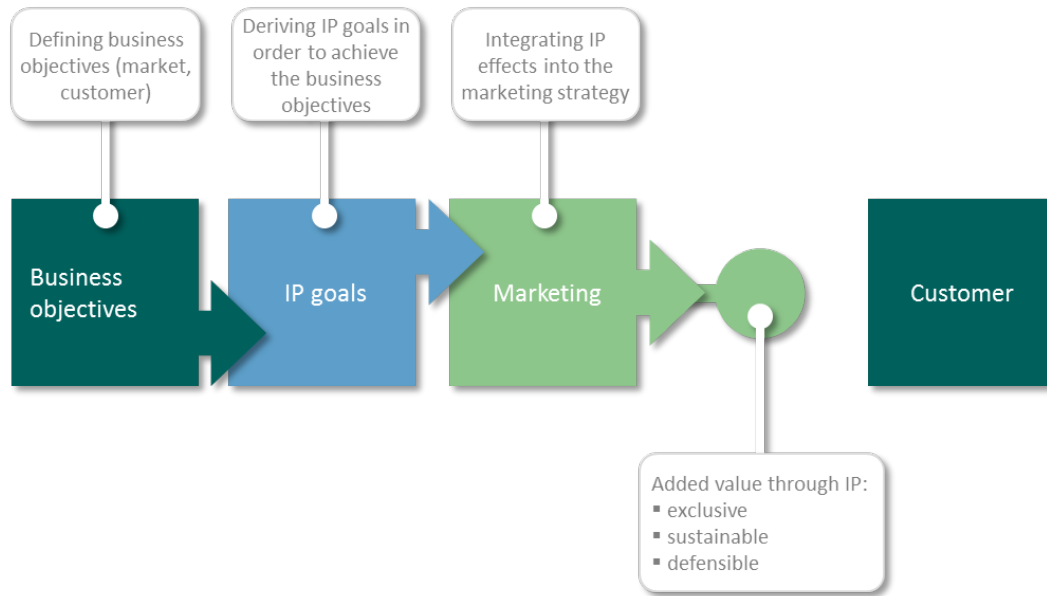 Defining business
objectives (market,
customer)
Deriving IP goals in
order to achieve
the business
objectives
Integrating IP
effects into the
marketing strategy
Business
objectives
IP goals
Marketing
Customer
Added value through IP:
▪ exclusive
▪ sustainable
▪ defensible